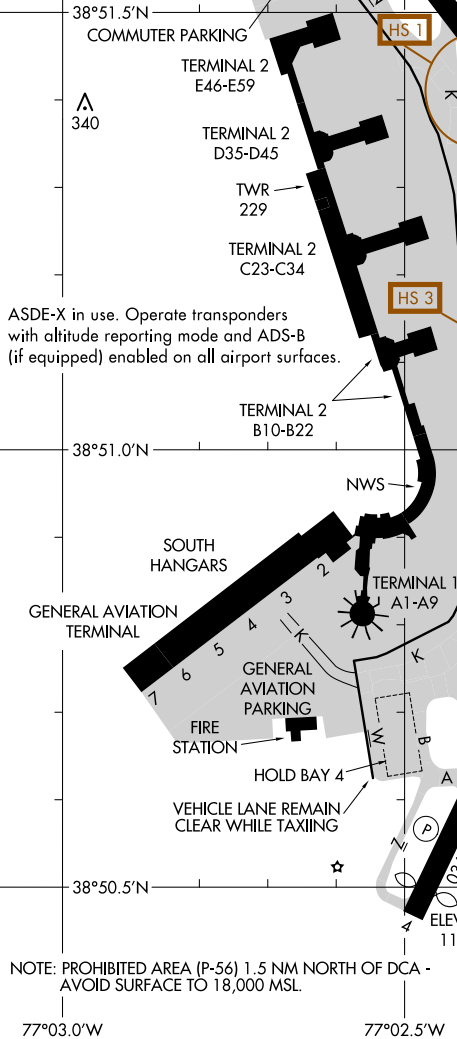 38°51.5'N
COMMUTER PARKING
HS 1
TERMINAL 2
E46-E59
K
340
TERMINAL 2
D35-D45
TWR
229
TERMINAL 2
C23-C34
HS 3
ASDE-X in use. Operate transponders
with altitude reporting mode and ADS-B
(if equipped) enabled on all airport surfaces.
TERMINAL 2
B10-B22
38°51.0'N
NWS
SOUTH
HANGARS
2
TERMINAL 1
A1-A9
3
GENERAL AVIATION
TERMINAL
4
K
5
K
6
GENERAL
AVIATION
PARKING
7
FIRE
STATION
W
B
HOLD BAY 4
A
VEHICLE LANE REMAIN
CLEAR WHILE TAXIING
P
Z
38°50.5'N
4
ELEV
11
NOTE: PROHIBITED AREA (P-56) 1.5 NM NORTH OF DCA -
AVOID SURFACE TO 18,000 MSL.
77°03.0'W
77°02.5'W